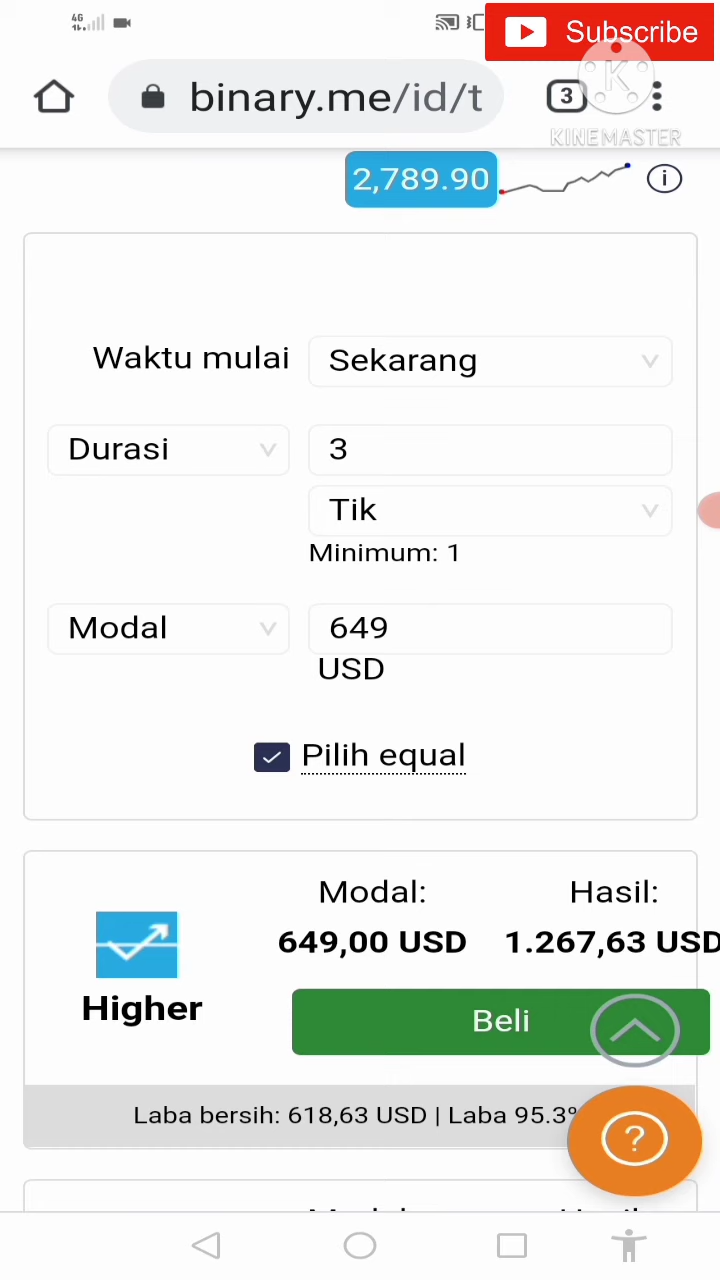 4G
Subscribe
binary.me/id/t
3
K
KINEMASTER
2,789.90
i
Waktu mulai
Sekarang
Durasi
3
Tik
Minimum: 1
Modal
649
USD
Pilih equal
Modal:
Hasil:
649,00 USD
1.267,63 USD
Higher
Beli
Laba bersih: 618,63 USD | Laba 95.3%
?